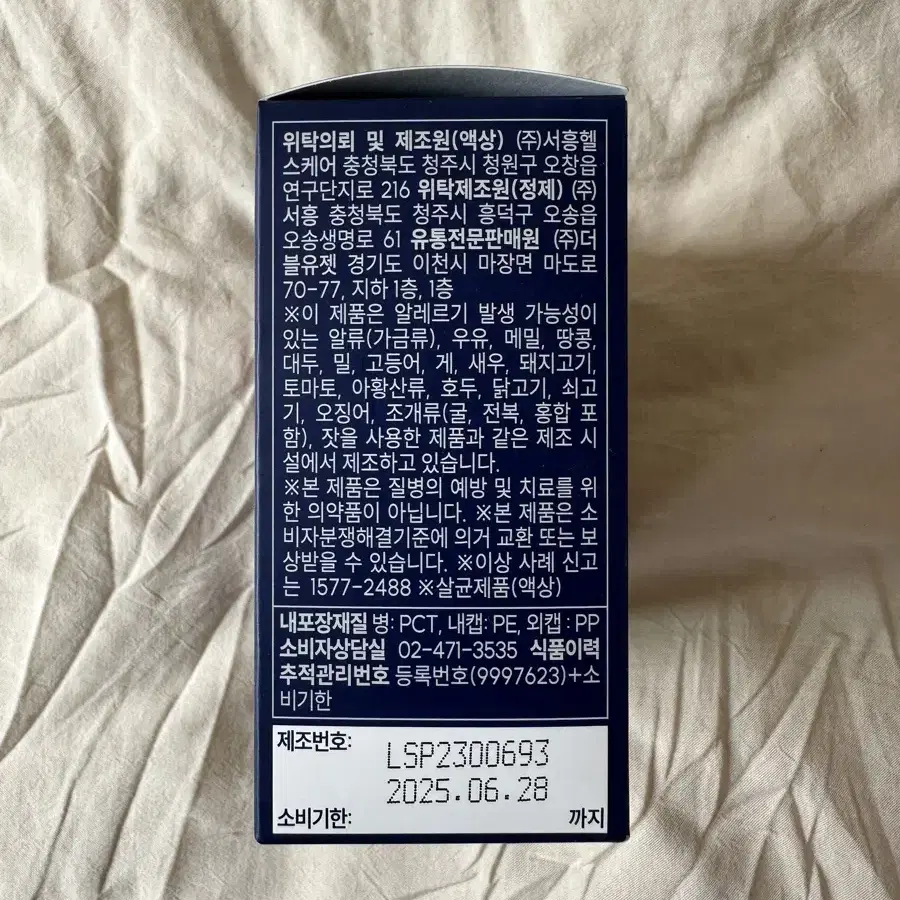 위탁의뢰 및 제조원(액상) (주)서흥헬
스케어 충청북도 청주시 청원구 오창읍
연구단지로 216 위탁제조원(정제) (주)
서흥 충청북도 청주시 흥덕구 오송읍
오송생명로 61 유통전문판매원 (주)더
블유젯 경기도 이천시 마장면 마도로
70-77, 지하 1층, 1층
※이 제품은 알레르기 발생 가능성이
있는 알류(가금류), 우유, 메밀, 땅콩,
대두, 밀, 고등어, 게, 새우, 돼지고기,
토마토, 아황산류, 호두, 닭고기, 쇠고
기, 오징어, 조개류(굴, 전복, 홍합 포
함), 잣을 사용한 제품과 같은 제조 시
설에서 제조하고 있습니다.
※본 제품은 질병의 예방 및 치료를 위
한 의약품이 아닙니다. ※본 제품은 소
비자분쟁해결기준에 의거 교환 또는 보
상받을 수 있습니다. ※이상 사례 신고
는 1577-2488 ※살균제품(액상)
내포장재질 병: PCT, 내캡: PE, 외캡 : PP
소비자상담실 02-471-3535 식품이력
추적관리번호 등록번호(9997623)+소
비기한
제조번호: LSP2300693
2025.06.28
소비기한: 까지